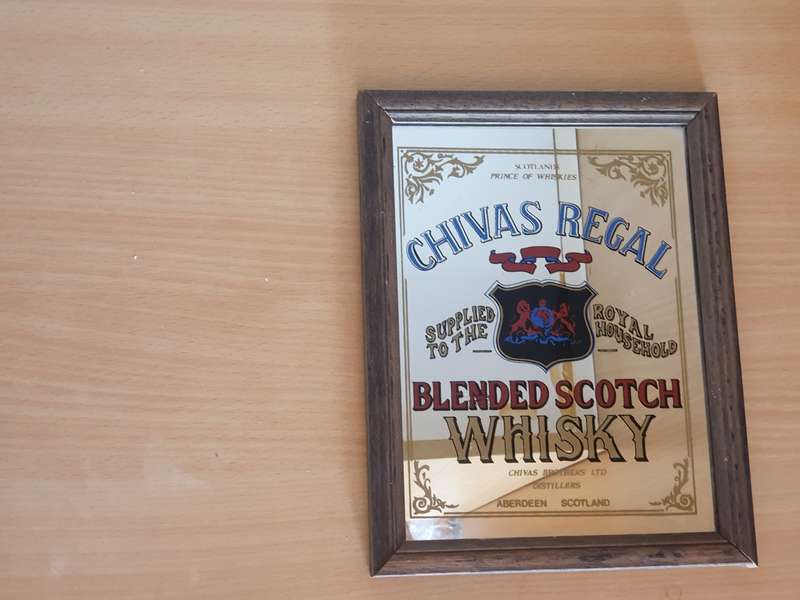 SCOTLAND'S
PRINCE OF WHISKIES
CHIVAS REGAL
SUPPLIED
TO THE
ROYAL
HOUSEHOLD
BLENDED SCOTCH
WHISKY
CHIVAS BROTHERS LTD
DISTILLERS
ABERDEEN SCOTLAND